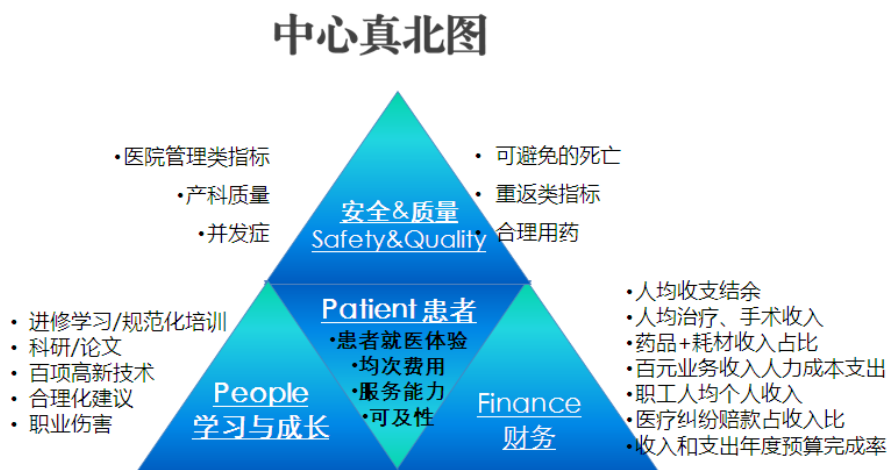 中心真北图
•医院管理类指标
•产科质量
•并发症
• 可避免的死亡
• 重返类指标
• 合理用药
安全&质量
Safety&Quality
Patient 患者
•患者就医体验
•均次费用
•服务能力
•可及性
• 进修学习/规范化培训
• 科研/论文
• 百项高新技术
• 合理化建议
• 职业伤害
People
学习与成长
Finance
财务
•人均收支结余
•人均治疗、手术收入
•药品+耗材收入占比
•百元业务收入人力成本支出
•职工人均个人收入
•医疗纠纷赔款占收入比
•收入和支出年度预算完成率